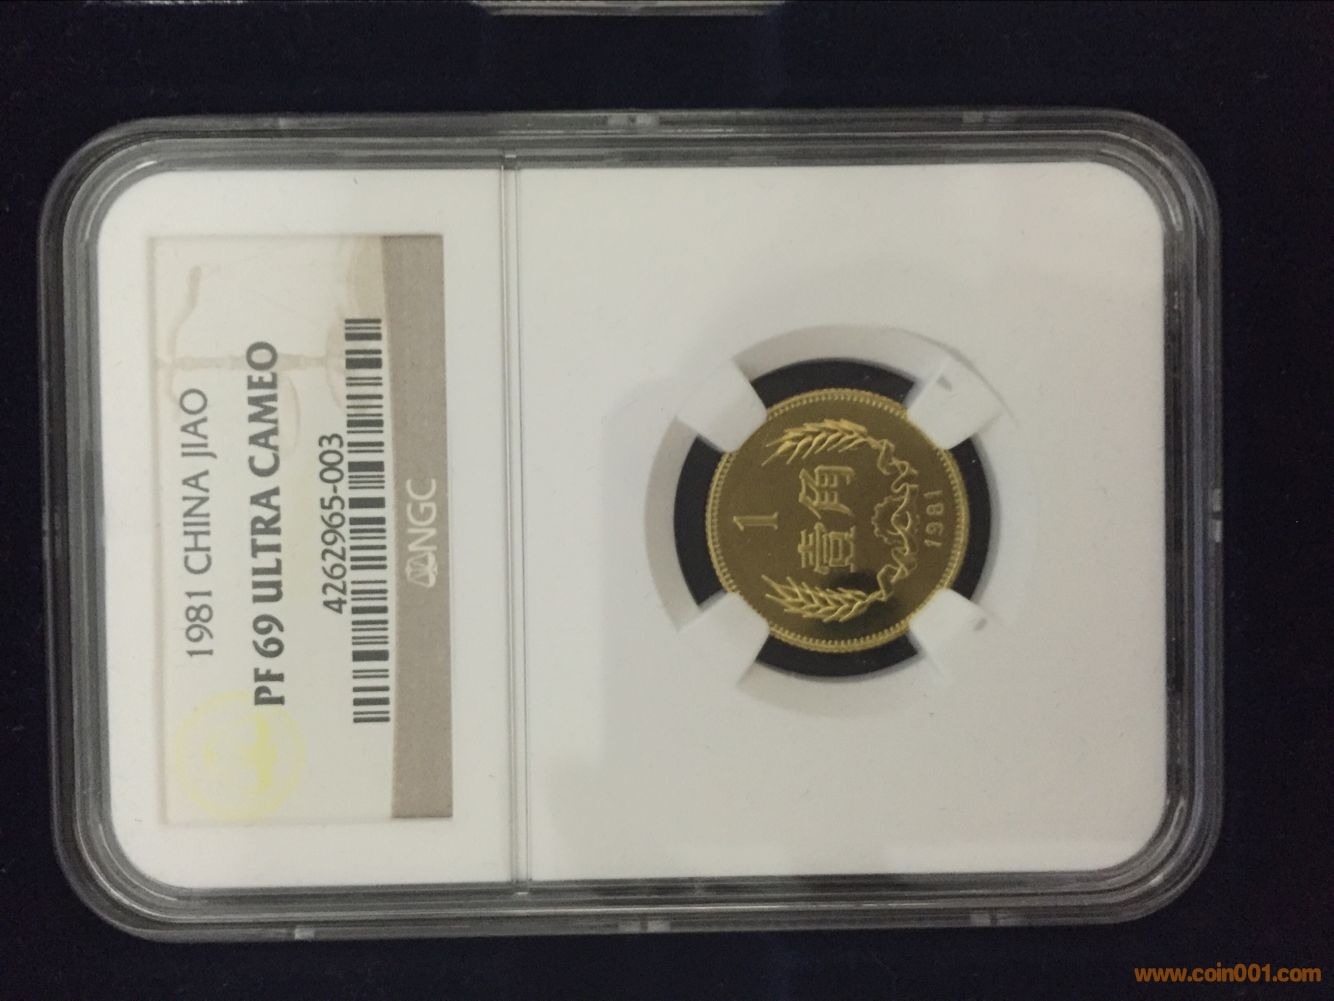 1981 CHINA JIAO
PF 69 ULTRA CAMEO
4262965-003
NGC
1
壹角
1981
www.coin001.com